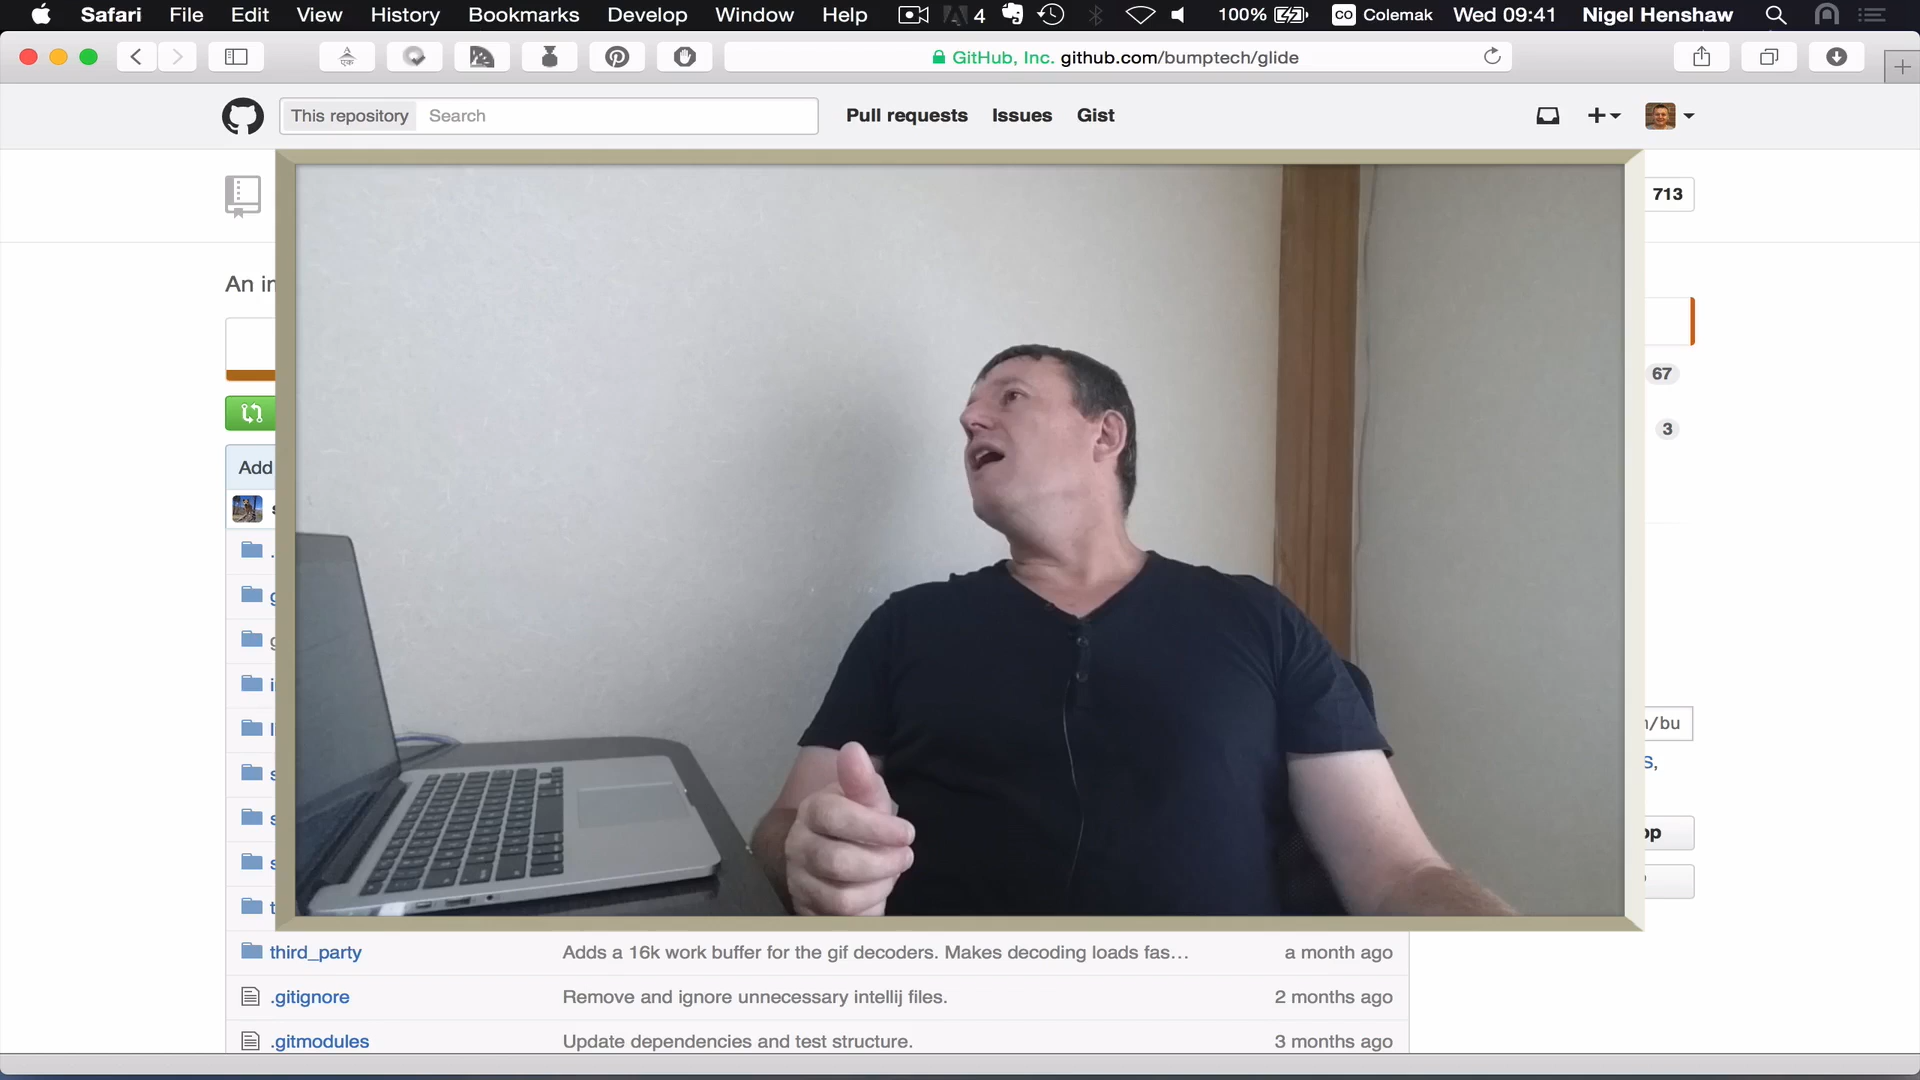 Safari File Edit View History Bookmarks Develop Window Help 4 100% CO Colemak Wed 09:41 Nigel Henshaw
GitHub, Inc. github.com/bumptech/glide
This repository Search Pull requests Issues Gist
713
An in
67
3
Add
/bu
S,
op
third_party Adds a 16k work buffer for the gif decoders. Makes decoding loads fas… a month ago
.gitignore Remove and ignore unnecessary intellij files. 2 months ago
.gitmodules Update dependencies and test structure. 3 months ago